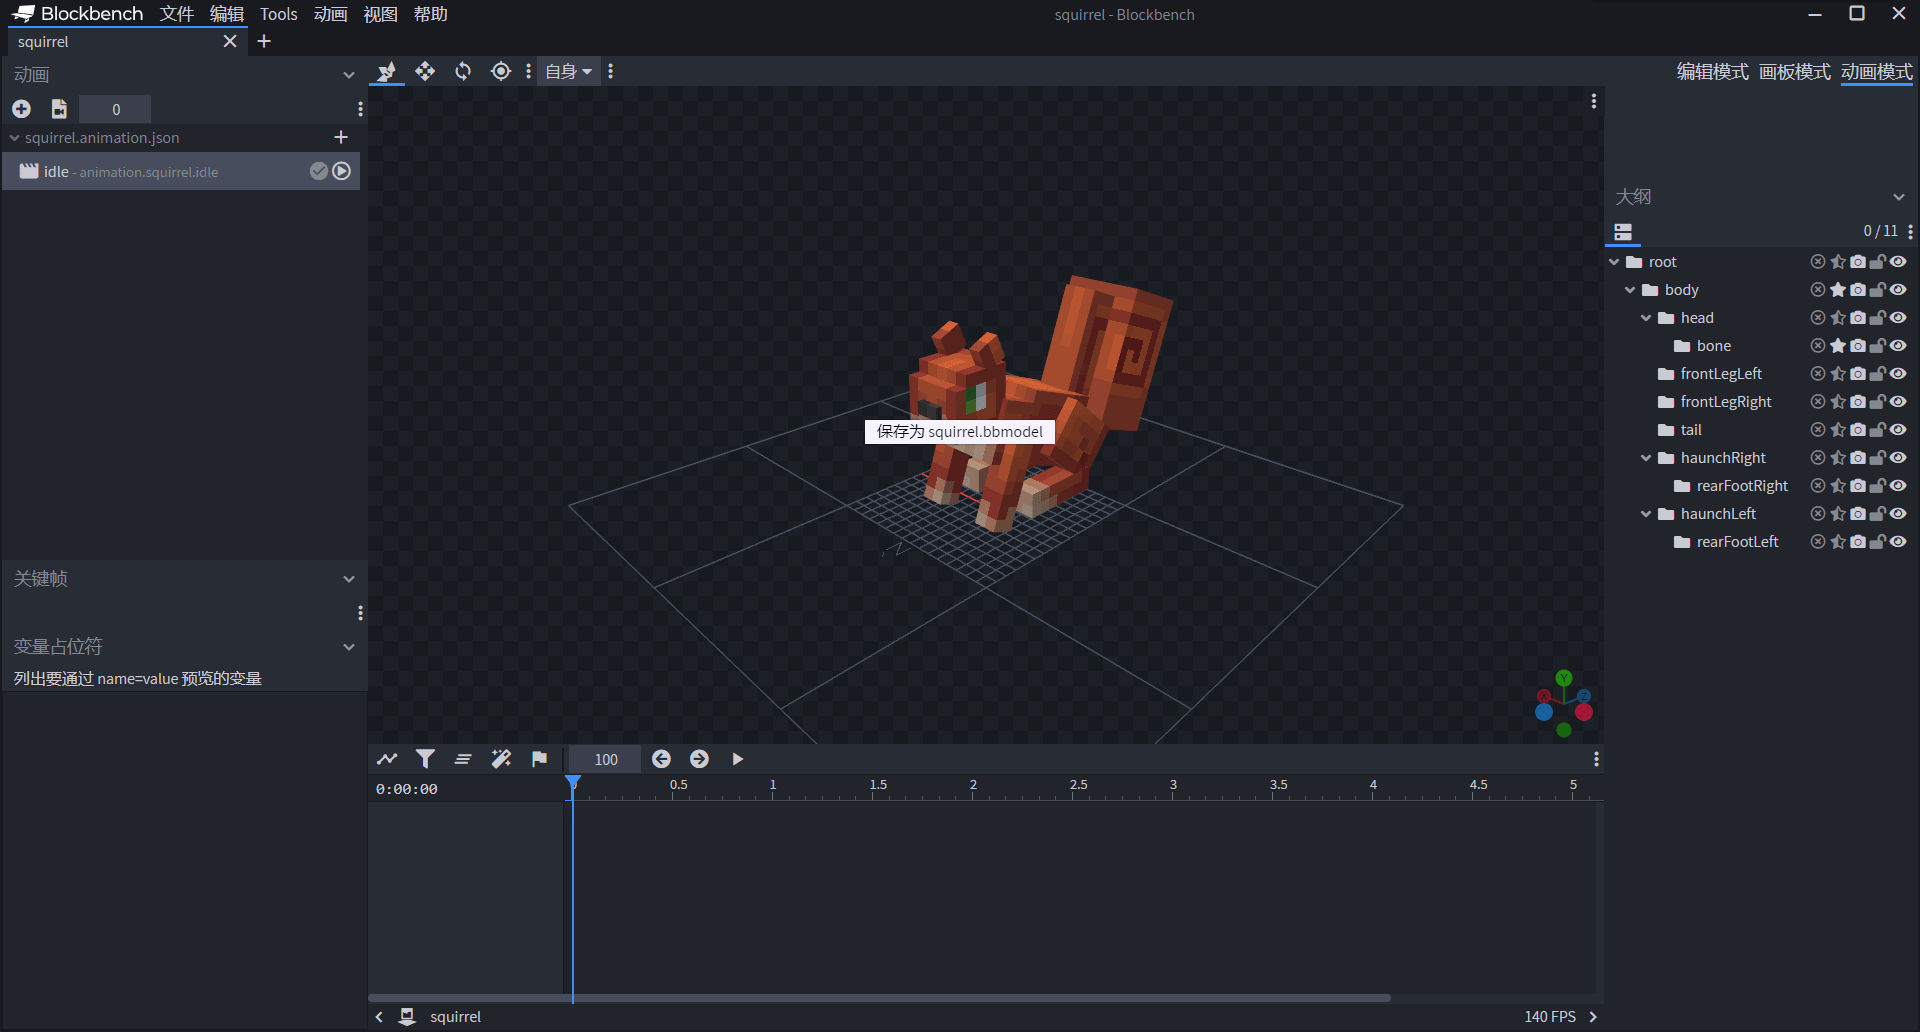 Blockbench 文件 编辑 Tools 动画 视图 帮助
squirrel - Blockbench
squirrel
动画
自身
编辑模式 画板模式 动画模式
0
squirrel.animation.json
idle - animation.squirrel.idle
大纲
0 / 11
root
body
head
bone
frontLegLeft
frontLegRight
tail
haunchRight
rearFootRight
haunchLeft
rearFootLeft
保存为 squirrel.bbmodel
关键帧
变量占位符
列出要通过 name=value 预览的变量
Y
X
Z
100
0:00:00
0 0.5 1 1.5 2 2.5 3 3.5 4 4.5 5
squirrel
140 FPS